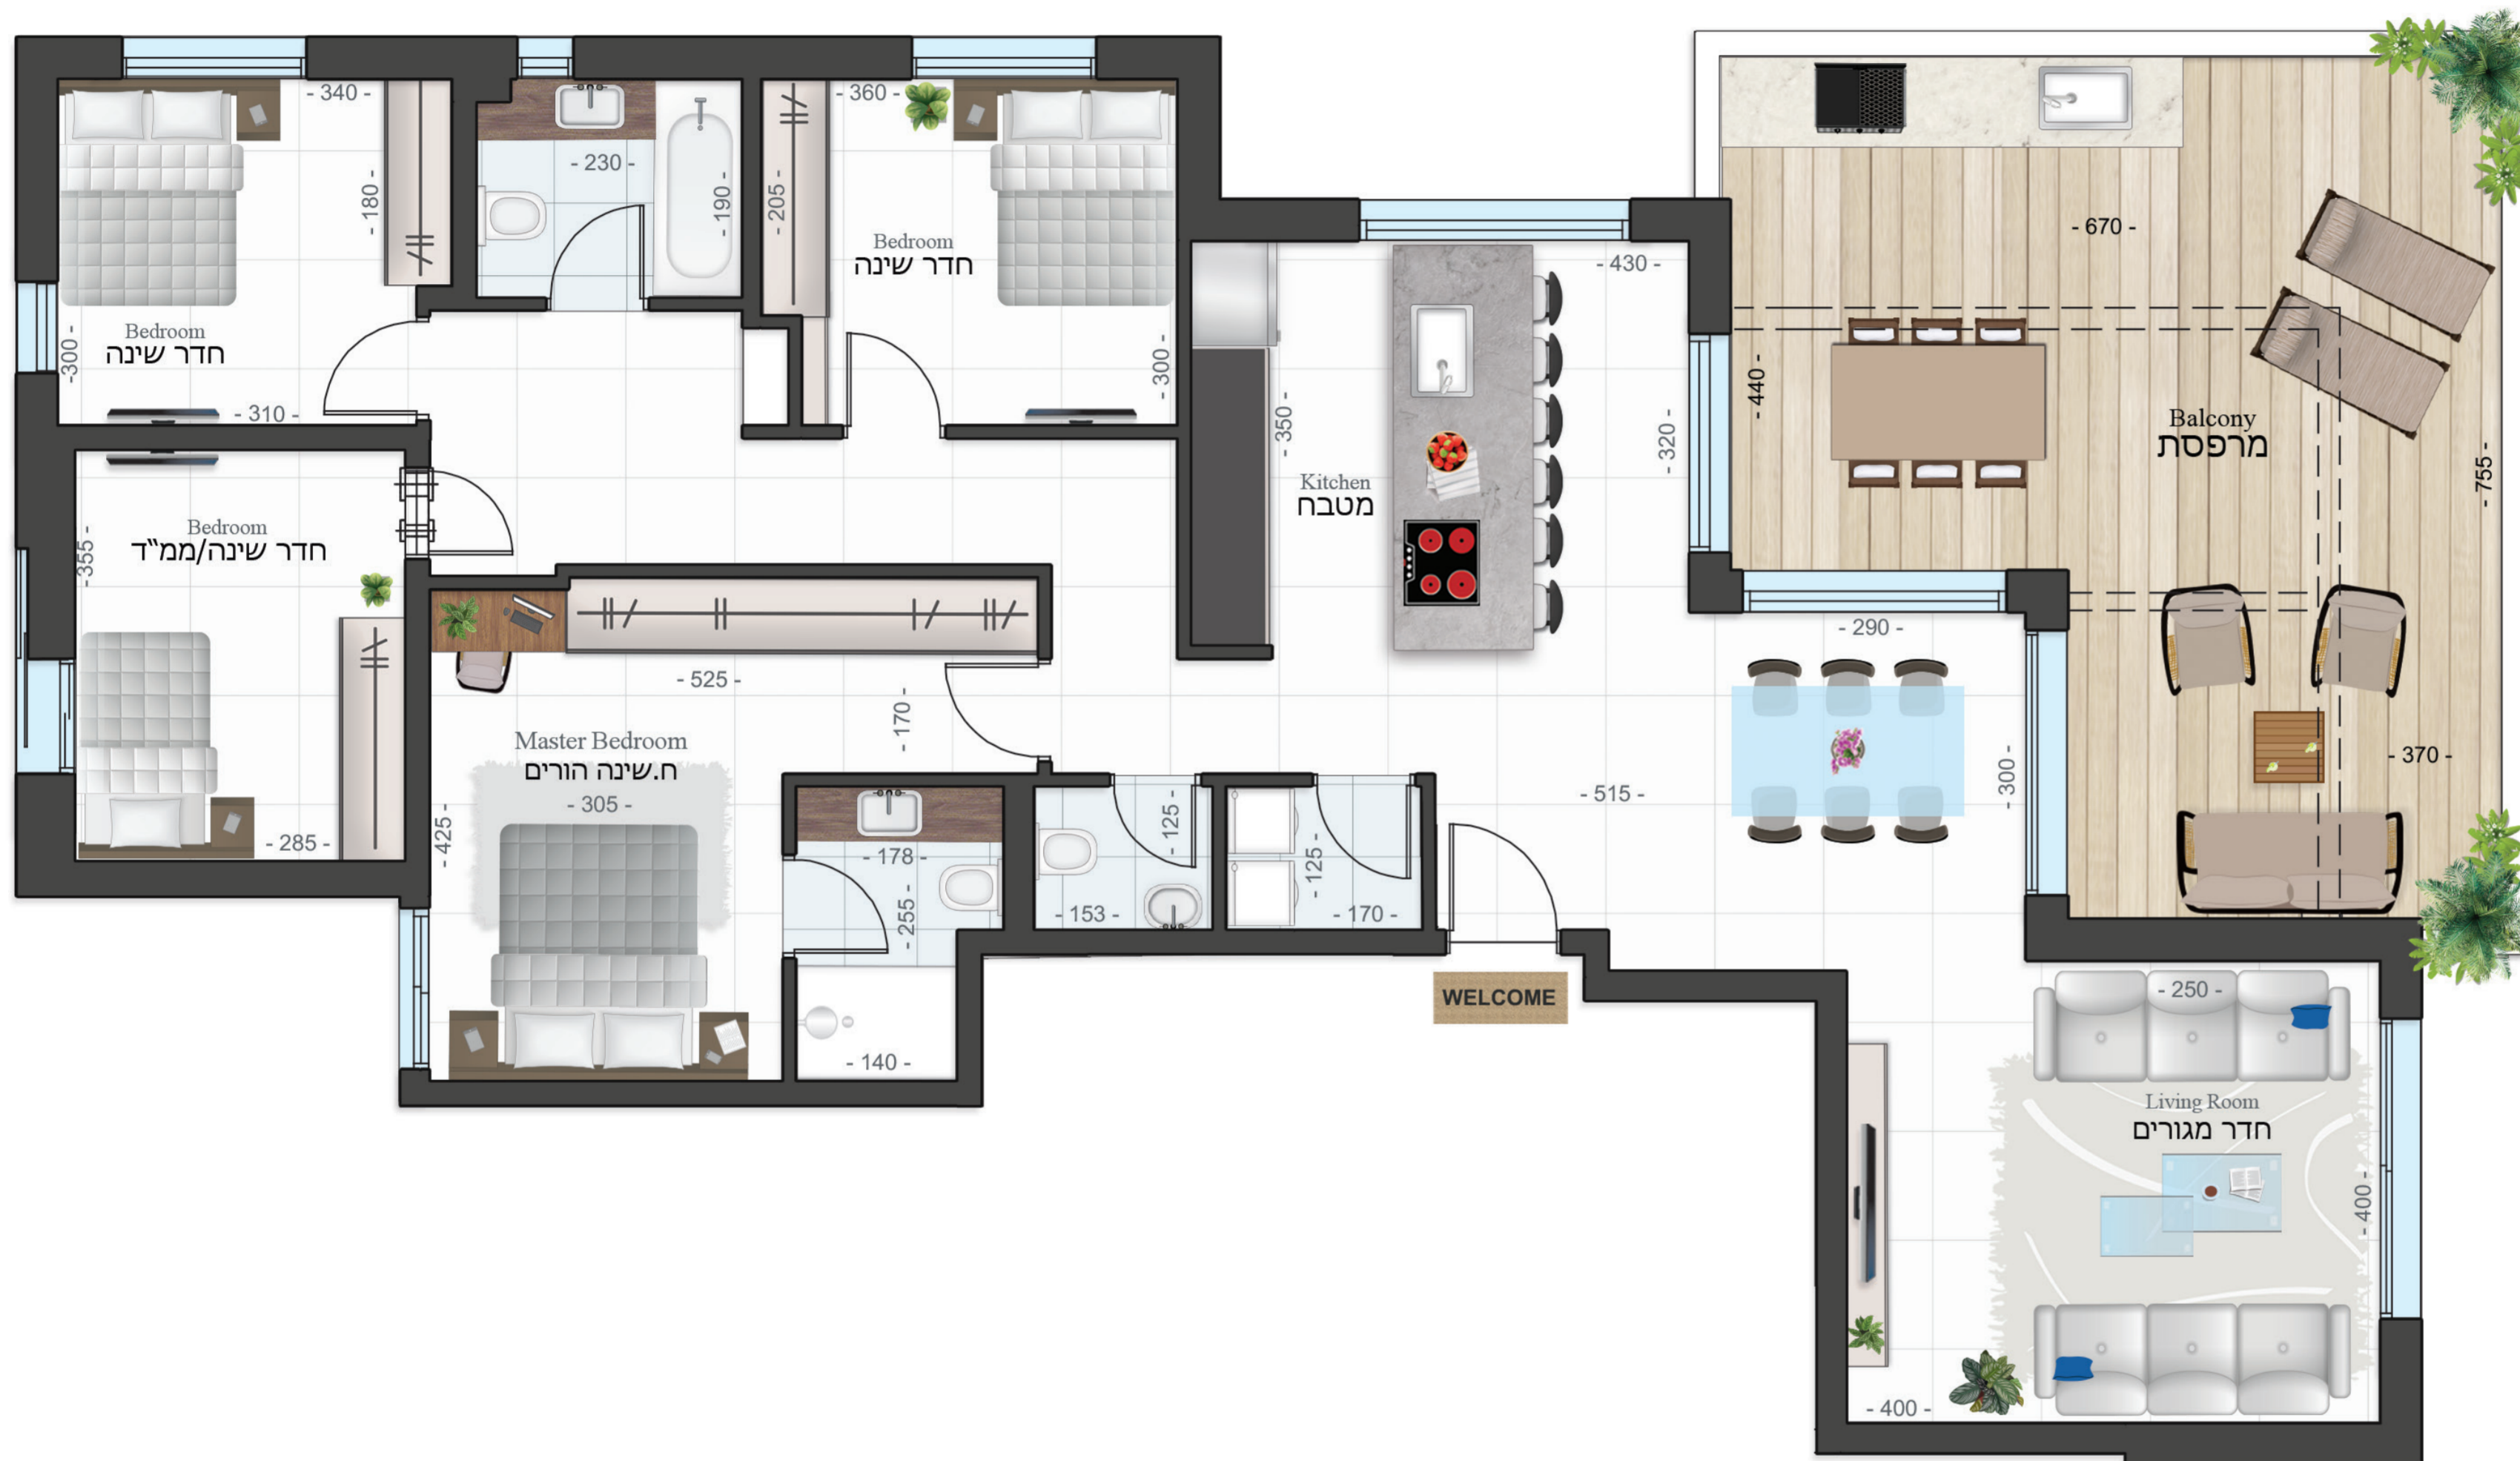 - 340 -
- 180 -
- 300 -
Bedroom
חדר שינה
- 310 -
- 230 -
- 190 -
- 205 -
- 360 -
Bedroom
חדר שינה
- 300 -
- 430 -
- 350 -
- 320 -
Kitchen
מטבח
- 670 -
- 440 -
Balcony
מרפסת
- 755 -
- 370 -
- 355 -
Bedroom
חדר שינה/ממ"ד
- 285 -
- 525 -
- 170 -
Master Bedroom
ח.שינה הורים
- 305 -
- 425 -
- 178 -
- 255 -
- 140 -
- 125 -
- 153 -
- 125 -
- 170 -
- 290 -
- 515 -
- 300 -
WELCOME
- 250 -
Living Room
חדר מגורים
- 400 -
- 400 -